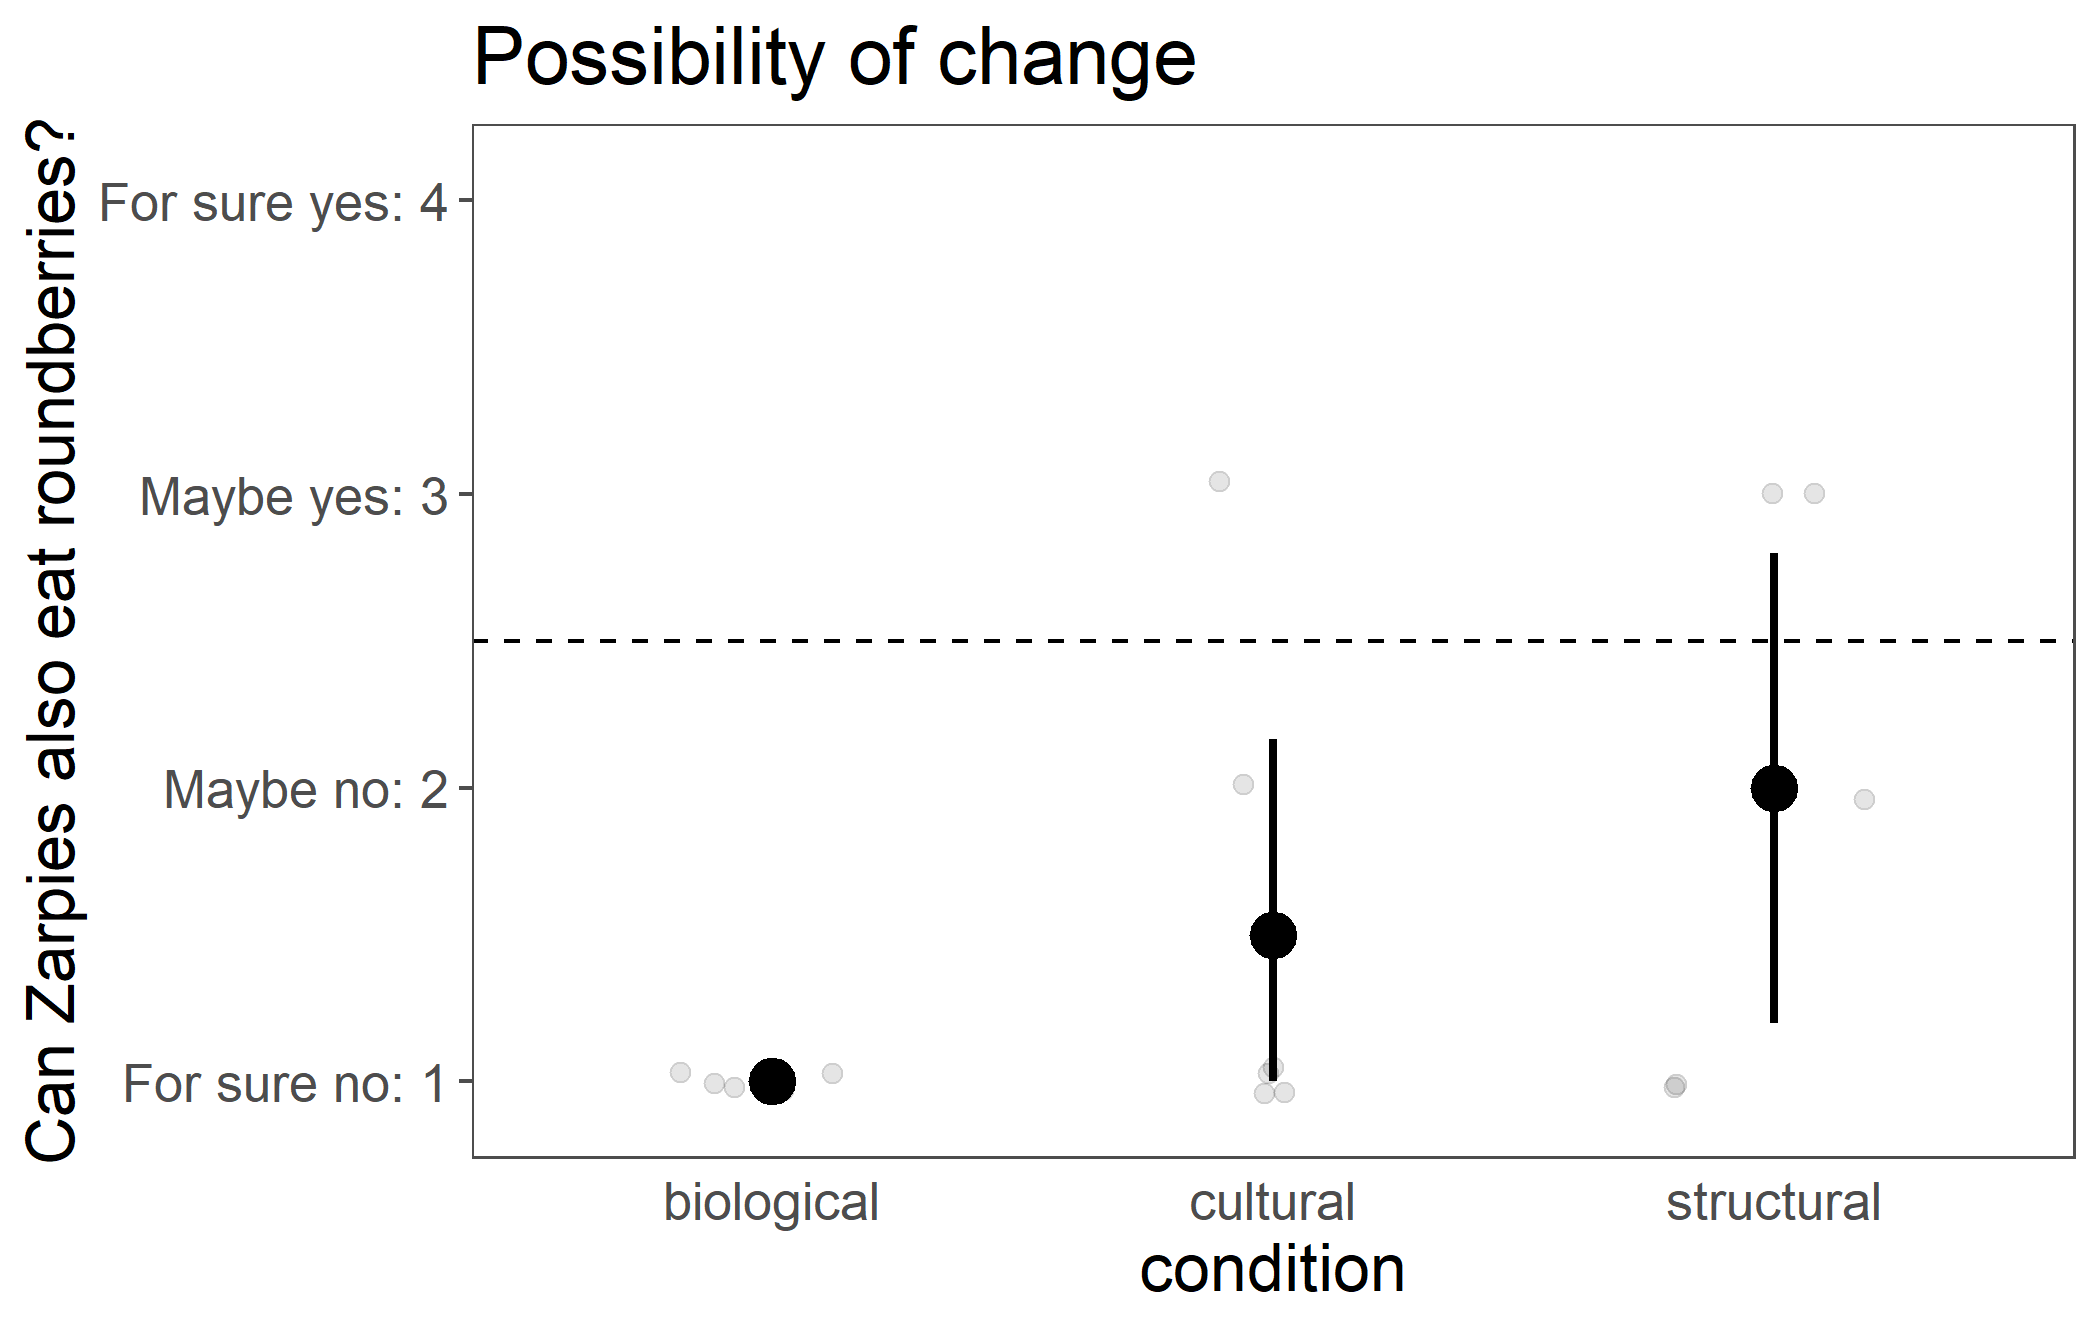 Possibility of change
Can Zarpies also eat roundberries?
For sure yes: 4
Maybe yes: 3
Maybe no: 2
For sure no: 1
biological
cultural
structural
condition